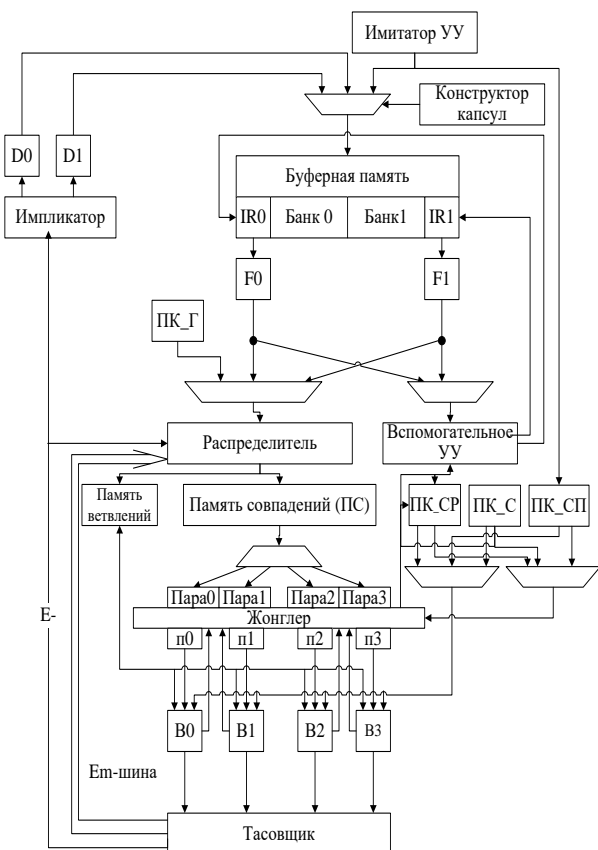 Имитатор УУ
Конструктор
капсул
D0
D1
Буферная память
Импликатор
IR0
Банк 0
Банк1
IR1
F0
F1
ПК_Г
Распределитель
Вспомогательное
УУ
Память
ветвлений
Память совпадений (ПС)
ПК_СР
ПК_С
ПК_СП
Пара0
Пара1
Пара2
Пара3
E-
Жонглер
п0
п1
п2
п3
B0
B1
B2
B3
Em-шина
Тасовщик